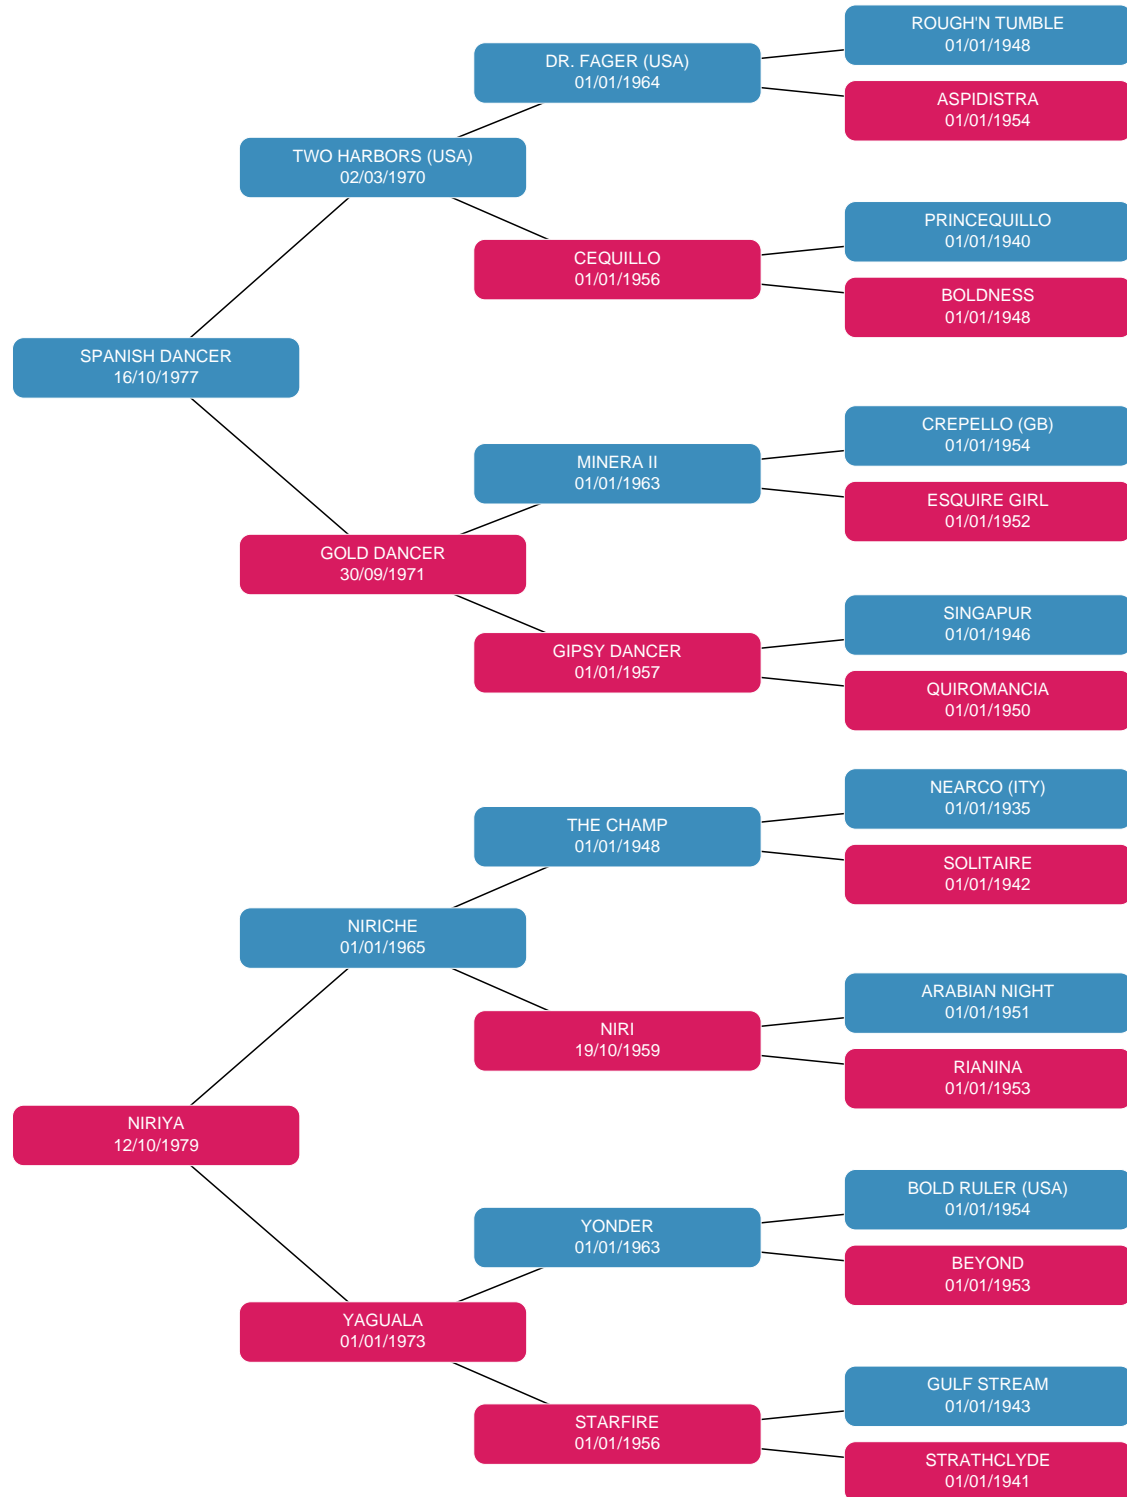 ROUGH'N TUMBLE
01/01/1948
DR. FAGER (USA)
01/01/1964
ASPIDISTRA
01/01/1954
TWO HARBORS (USA)
02/03/1970
PRINCEQUILLO
01/01/1940
CEQUILLO
01/01/1956
BOLDNESS
01/01/1948
SPANISH DANCER
16/10/1977
CREPELLO (GB)
01/01/1954
MINERA II
01/01/1963
ESQUIRE GIRL
01/01/1952
GOLD DANCER
30/09/1971
SINGAPUR
01/01/1946
GIPSY DANCER
01/01/1957
QUIROMANCIA
01/01/1950
NEARCO (ITY)
01/01/1935
THE CHAMP
01/01/1948
SOLITAIRE
01/01/1942
NIRICHE
01/01/1965
ARABIAN NIGHT
01/01/1951
NIRI
19/10/1959
RIANINA
01/01/1953
NIRIYA
12/10/1979
BOLD RULER (USA)
01/01/1954
YONDER
01/01/1963
BEYOND
01/01/1953
YAGUALA
01/01/1973
GULF STREAM
01/01/1943
STARFIRE
01/01/1956
STRATHCLYDE
01/01/1941